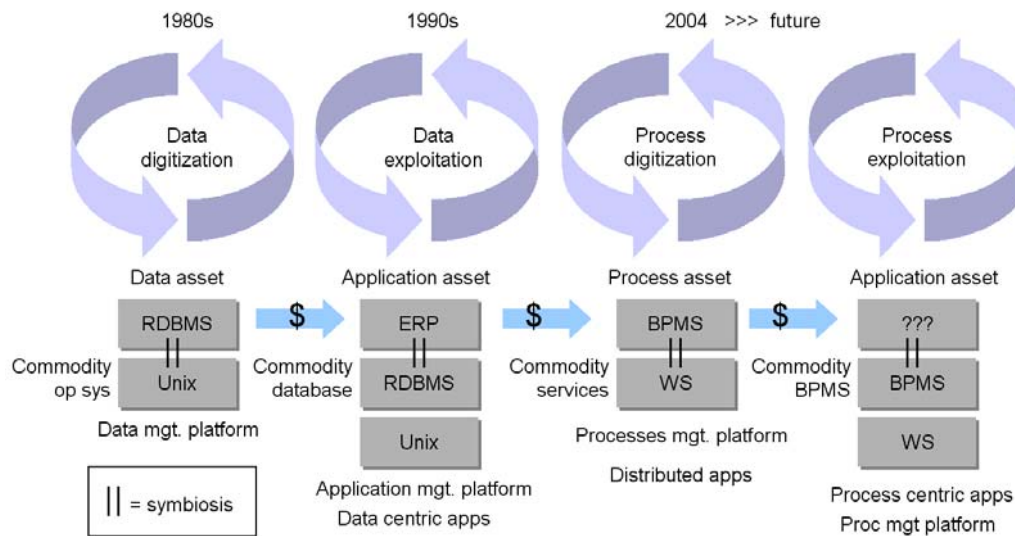 1980s
1990s
2004 >>> future
Data
digitization
Data
exploitation
Process
digitization
Process
exploitation
Data asset
Application asset
Process asset
Application asset
RDBMS
$
ERP
$
BPMS
$
???
Commodity
op sys
Unix
Commodity
database
RDBMS
Commodity
services
WS
Commodity
BPMS
BPMS
Data mgt. platform
Unix
Processes mgt. platform
WS
Distributed apps
|| = symbiosis
Application mgt. platform
Data centric apps
Process centric apps
Proc mgt platform